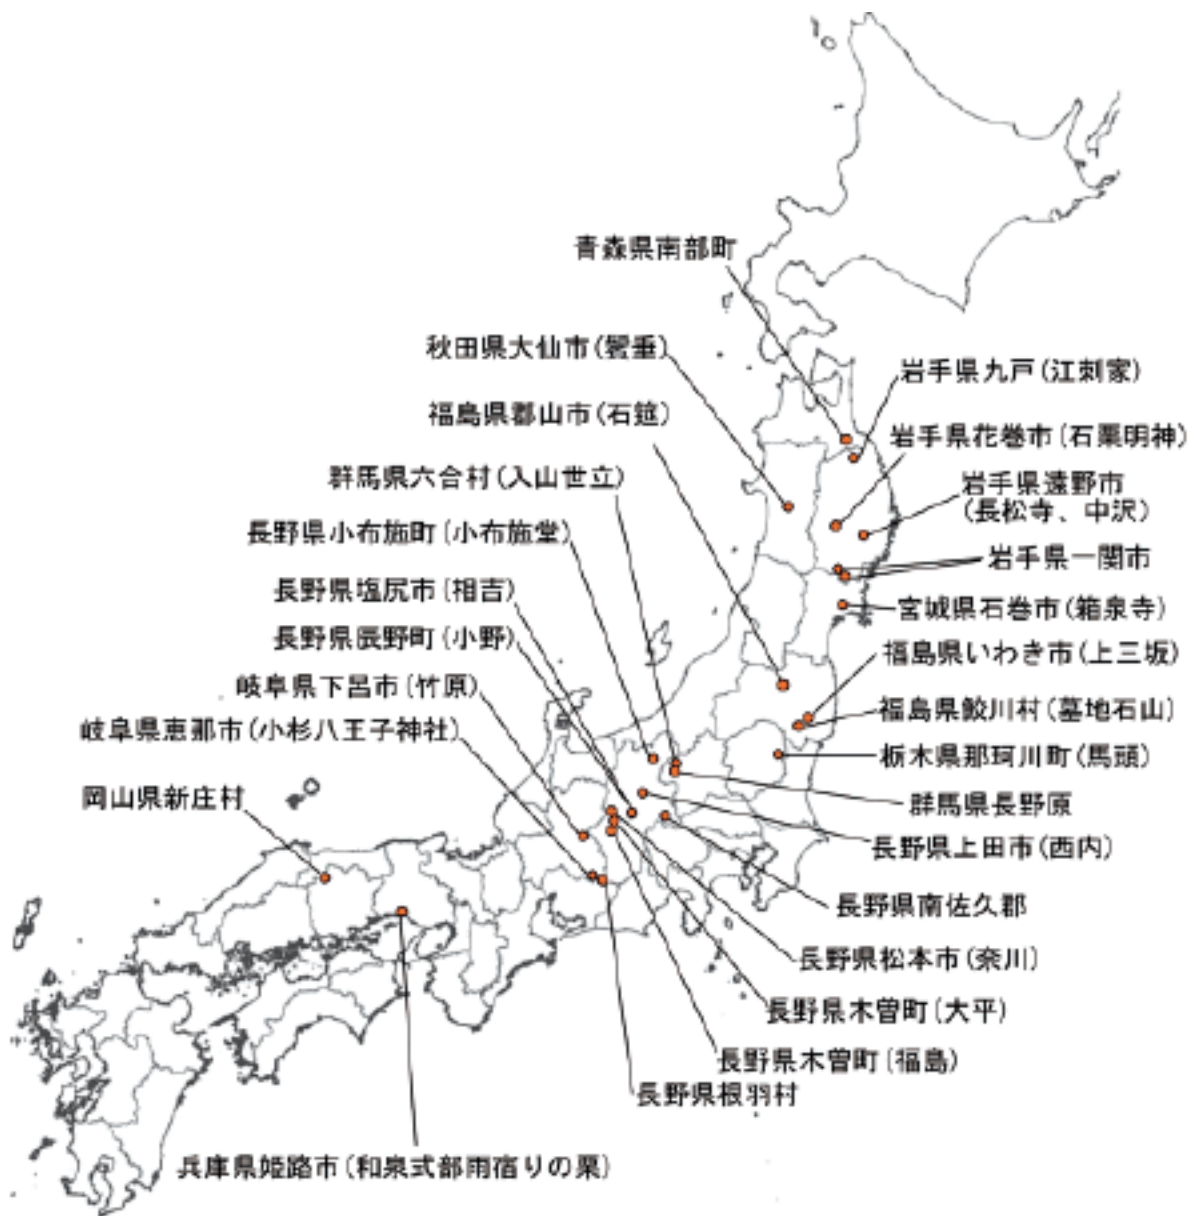 青森県南部町
秋田県大仙市(鴬垂)
岩手県九戸(江刺家)
福島県郡山市(石筵)
岩手県花巻市(石栗明神)
群馬県六合村(入山世立)
岩手県遠野市
(長松寺、中沢)
長野県小布施町(小布施堂)
岩手県一関市
長野県塩尻市(相吉)
宮城県石巻市(箱泉寺)
長野県辰野町(小野)
福島県いわき市(上三坂)
岐阜県下呂市(竹原)
福島県鮫川村(墓地石山)
岐阜県恵那市(小杉八王子神社)
栃木県那珂川町(馬頭)
岡山県新庄村
群馬県長野原
長野県上田市(西内)
長野県南佐久郡
長野県松本市(奈川)
長野県木曽町(大平)
長野県木曽町(福島)
長野県根羽村
兵庫県姫路市(和泉式部雨宿りの栗)